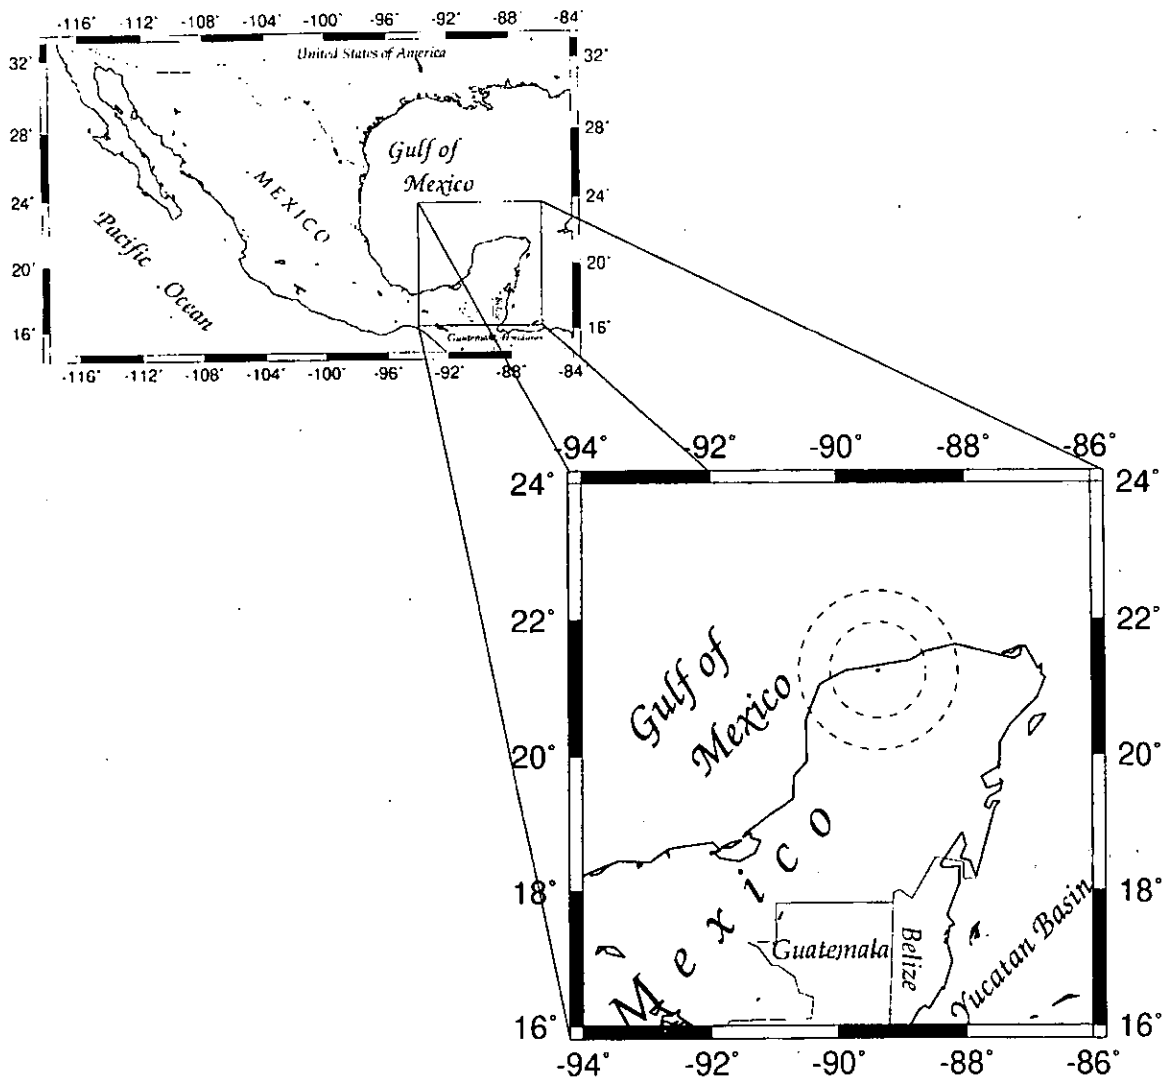 -116° -112° -108° -104° -100° -96° -92° -88° -84°
United States of America
32° 32°
28° 28°
Gulf of
Mexico
MEXICO
24° 24°
Pacific Ocean
20° 20°
16° 16°
Guatemala Honduras
-116° -112° -108° -104° -100° -96° -92° -88° -84°
-94° -92° -90° -88° -86°
24° 24°
22° 22°
Gulf of
Mexico
20° 20°
Mexico
18° 18°
Guatemala
Belize
Yucatan Basin
16° 16°
-94° -92° -90° -88° -86°